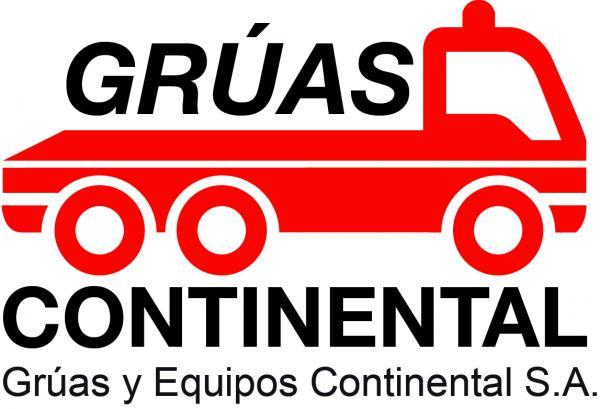 GRÚAS
CONTINENTAL
Grúas y Equipos Continental S.A.